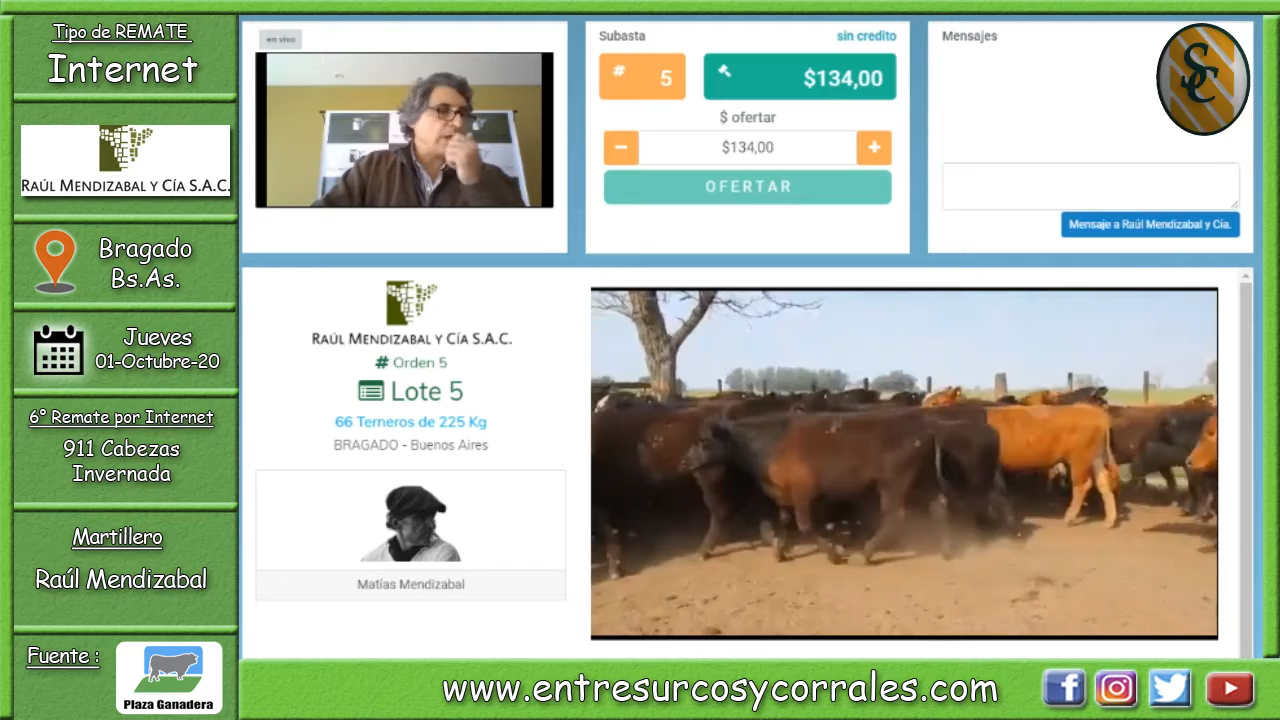 Tipo de REMATE
Internet
RAÚL MENDIZABAL Y CÍA S.A.C.
Bragado
Bs.As.
Jueves
01-Octubre-20
6º Remate por Internet
911 Cabezas
Invernada
Martillero
Raúl Mendizabal
Fuente :
Plaza Ganadera
en vivo
Subasta
sin credito
# 5
$134,00
$ ofertar
− $134,00 +
OFERTAR
Mensajes
Mensaje a Raúl Mendizabal y Cía.
SC
RAÚL MENDIZABAL Y CÍA S.A.C.
# Orden 5
Lote 5
66 Terneros de 225 Kg
BRAGADO - Buenos Aires
Matías Mendizabal
www.entresurcosycorrales.com